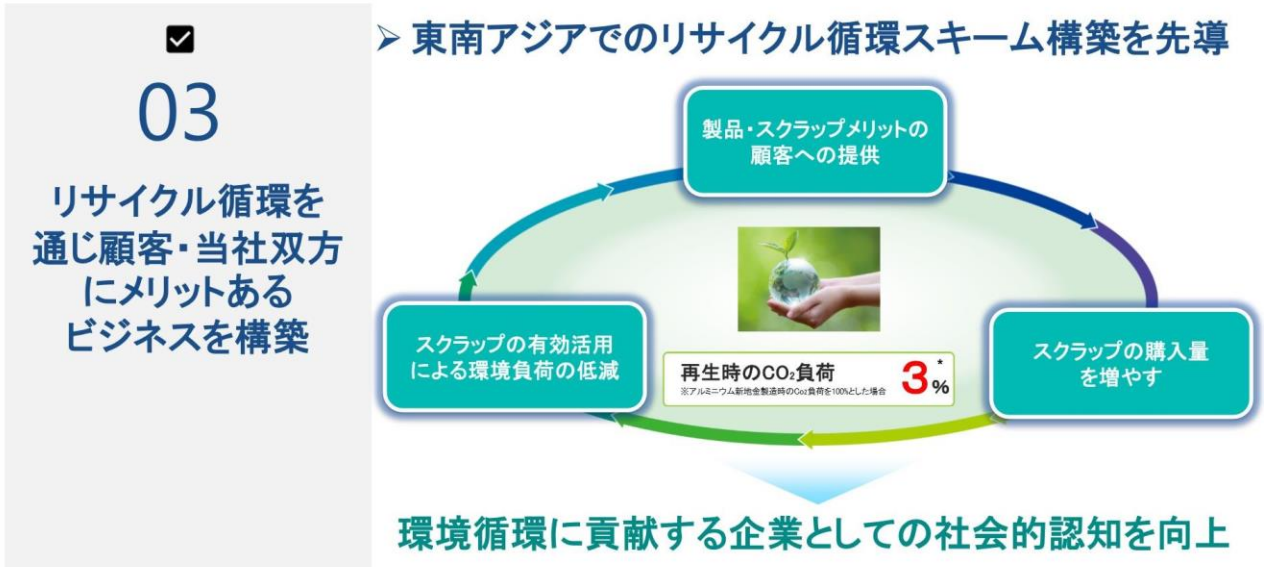 03
リサイクル循環を
通じ顧客・当社双方
にメリットある
ビジネスを構築
➢ 東南アジアでのリサイクル循環スキーム構築を先導
製品・スクラップメリットの
顧客への提供
スクラップの有効活用
による環境負荷の低減
スクラップの購入量
を増やす
再生時のCO₂負荷
※アルミニウム新地金製造時のCo₂負荷を100%とした場合
3%*
環境循環に貢献する企業としての社会的認知を向上